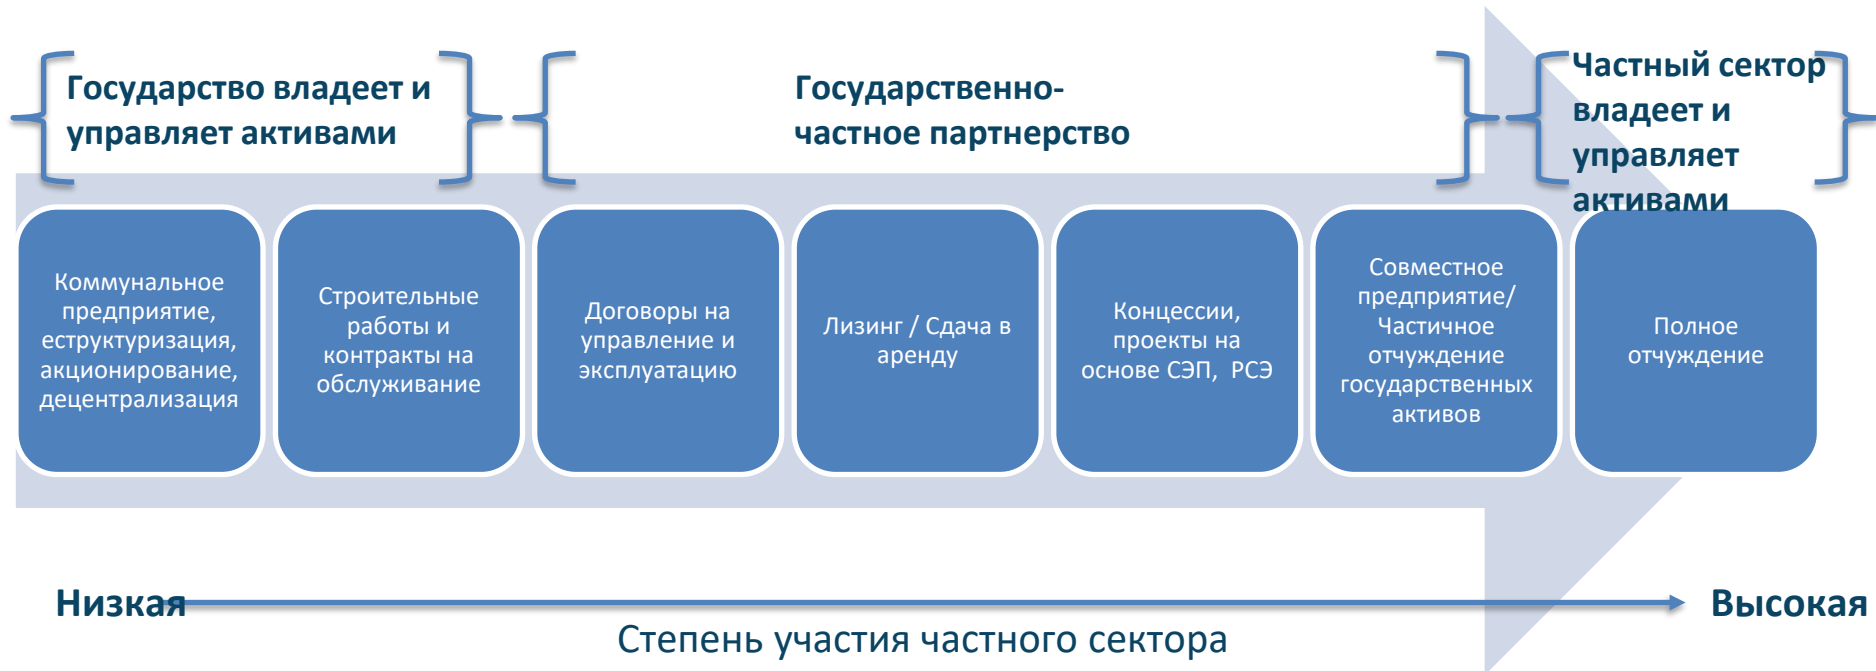 Государство владеет и
управляет активами
Государственно-
частное партнерство
Частный сектор
владеет и
управляет
активами
Коммунальное
предприятие,
еструктуризация,
акционирование,
децентрализация
Строительные
работы и
контракты на
обслуживание
Договоры на
управление и
эксплуатацию
Лизинг / Сдача в
аренду
Концессии,
проекты на
основе СЭП, РСЭ
Совместное
предприятие/
Частичное
отчуждение
государственных
активов
Полное
отчуждение
Низкая
Высокая
Степень участия частного сектора